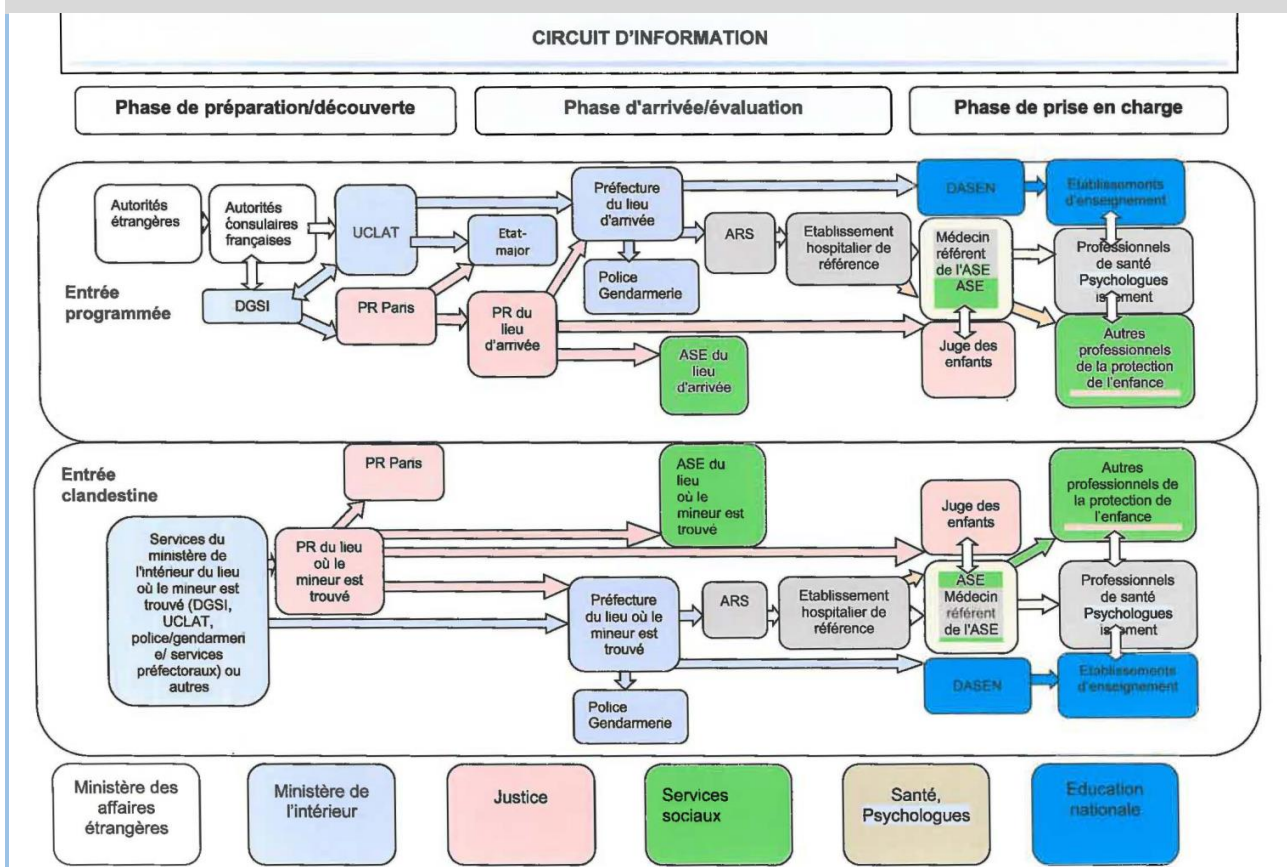 CIRCUIT D'INFORMATION
Phase de préparation/découverte
Phase d'arrivée/évaluation
Phase de prise en charge
Entrée
programmée
Autorités
étrangères
Autorités
consulaires
françaises
DGSI
UCLAT
PR Paris
Etat-
major
PR du
lieu
d'arrivée
Préfecture
du lieu
d'arrivée
Police
Gendarmerie
ARS
ASE du
lieu
d'arrivée
Etablissement
hospitalier de
référence
DASEN
Médecin
référent
de l'ASE
ASE
Juge des
enfants
Etablissements
d'enseignement
Professionnels
de santé
Psychologues
Autres
professionnels
de la protection
de l'enfance
Entrée
clandestine
Services du
ministère de
l'intérieur du lieu
où le mineur est
trouvé (DGSI,
UCLAT,
police/gendarmeri
e/ services
préfectoraux) ou
autres
PR Paris
PR du lieu
où le
mineur est
trouvé
ASE du
lieu
où le
mineur est
trouvé
Préfecture
du lieu où le
mineur est
trouvé
Police
Gendarmerie
ARS
Etablissement
hospitalier de
référence
Juge des
enfants
ASE
Médecin
référent
de l'ASE
DASEN
Autres
professionnels de
la protection de
l'enfance
Professionnels
de santé
Psychologues
Etablissements
d'enseignement
Ministère des
affaires
étrangères
Ministère de
l'intérieur
Justice
Services
sociaux
Santé,
Psychologues
Education
nationale